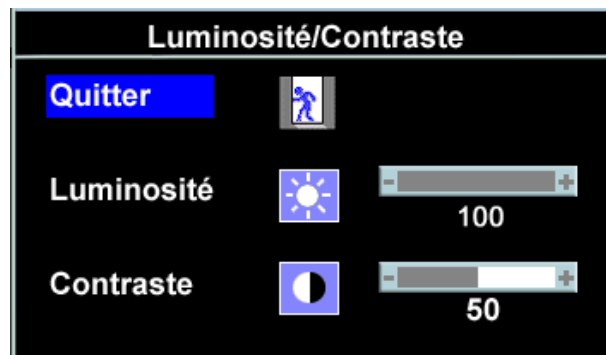 Luminosité/Contraste
Quitter
Luminosité
- +
100
Contraste
- +
50